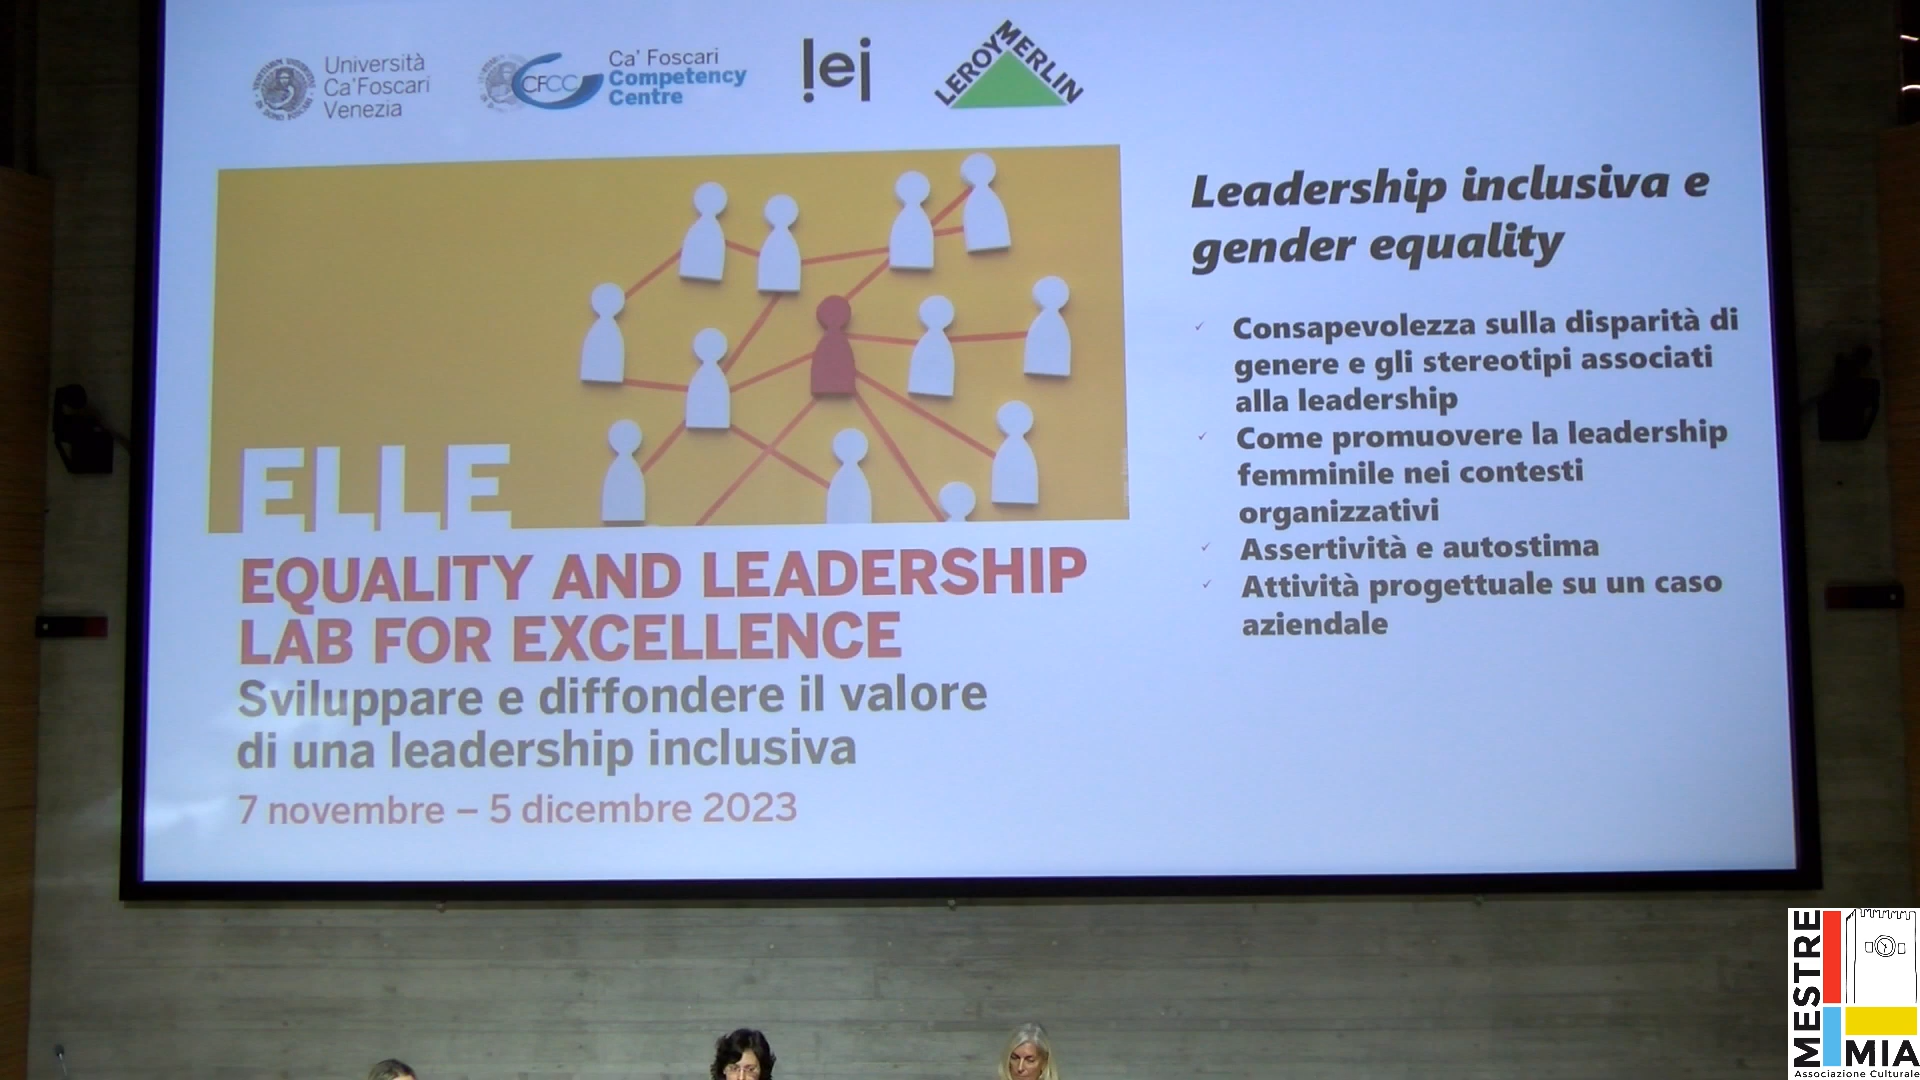 Università
Ca'Foscari
Venezia
CFCC
Ca' Foscari
Competency
Centre
!ej
LEROY MERLIN
Leadership inclusiva e
gender equality
Consapevolezza sulla disparità di
genere e gli stereotipi associati
alla leadership
Come promuovere la leadership
femminile nei contesti
organizzativi
Assertività e autostima
Attività progettuale su un caso
aziendale
ELLE
EQUALITY AND LEADERSHIP
LAB FOR EXCELLENCE
Sviluppare e diffondere il valore
di una leadership inclusiva
7 novembre – 5 dicembre 2023
MESTRE
MIA
Associazione Culturale